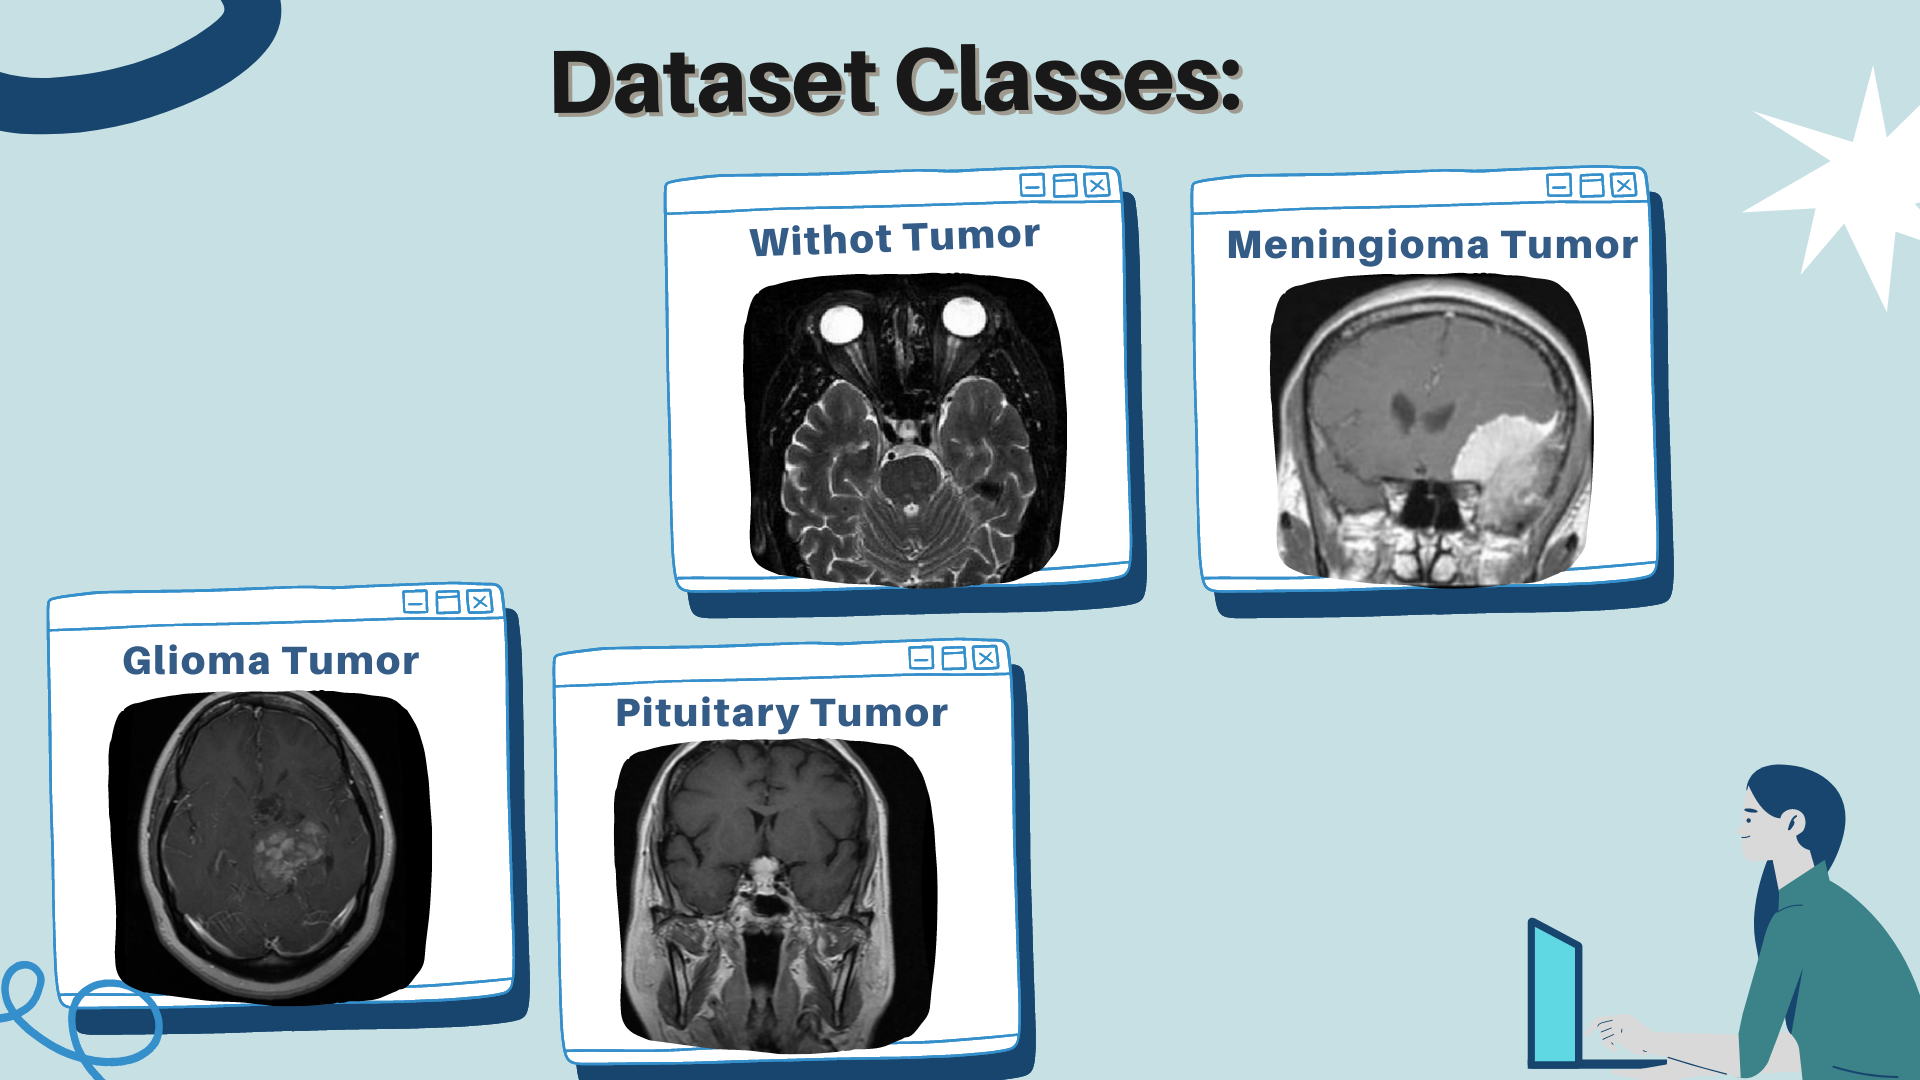 Dataset Classes:
Withot Tumor
Meningioma Tumor
Glioma Tumor
Pituitary Tumor